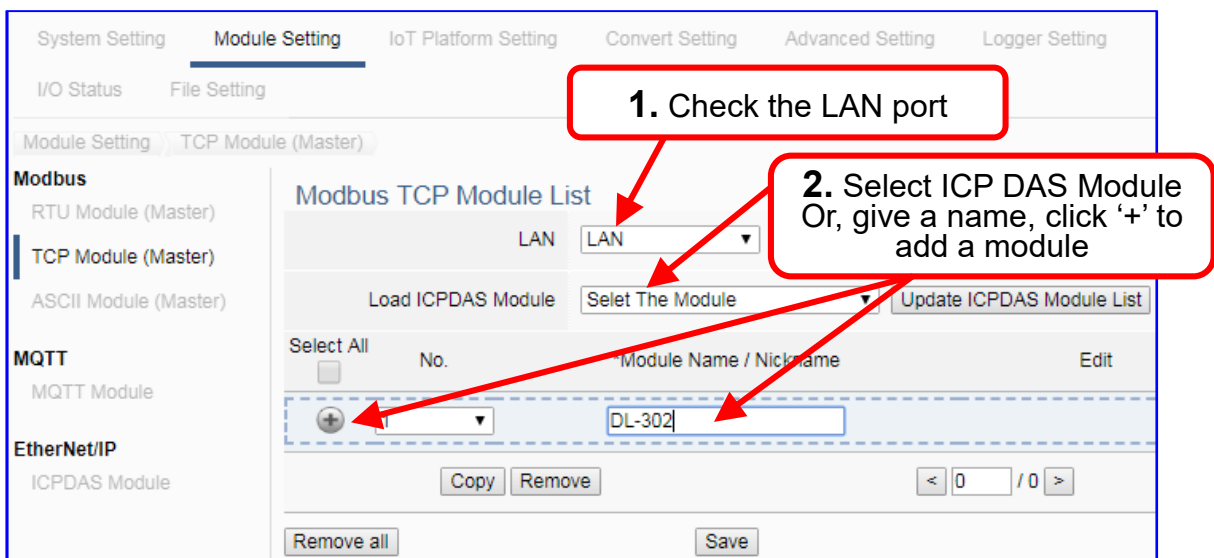 System Setting Module Setting IoT Platform Setting Convert Setting Advanced Setting Logger Setting
I/O Status File Setting
1. Check the LAN port
Module Setting TCP Module (Master)
Modbus
RTU Module (Master)
TCP Module (Master)
ASCII Module (Master)
MQTT
MQTT Module
EtherNet/IP
ICPDAS Module
2. Select ICP DAS Module
Or, give a name, click ‘+’ to
add a module
Modbus TCP Module List
LAN LAN
Load ICPDAS Module Selet The Module Update ICPDAS Module List
Select All No. *Module Name / Nickname Edit
1 DL-302
Copy Remove < 0 / 0 >
Remove all Save